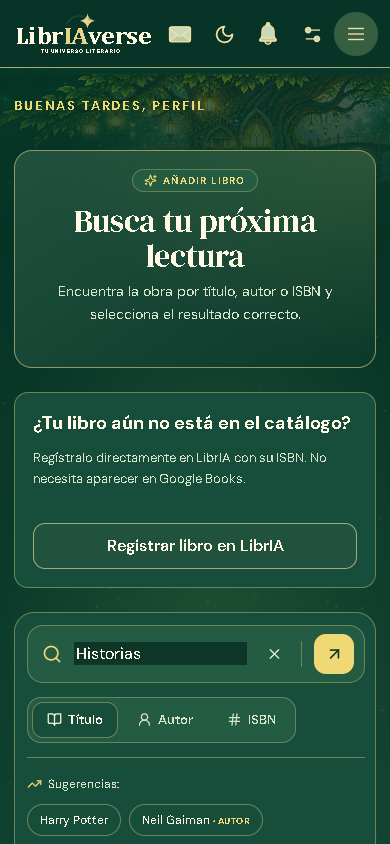 LibrIAverse
TU UNIVERSO LITERARIO
BUENAS TARDES, PERFIL
AÑADIR LIBRO
Busca tu próxima
lectura
Encuentra la obra por título, autor o ISBN y
selecciona el resultado correcto.
¿Tu libro aún no está en el catálogo?
Regístralo directamente en LibrIA con su ISBN. No
necesita aparecer en Google Books.
Registrar libro en LibrIA
Historias
Título Autor ISBN
Sugerencias:
Harry Potter Neil Gaiman · AUTOR